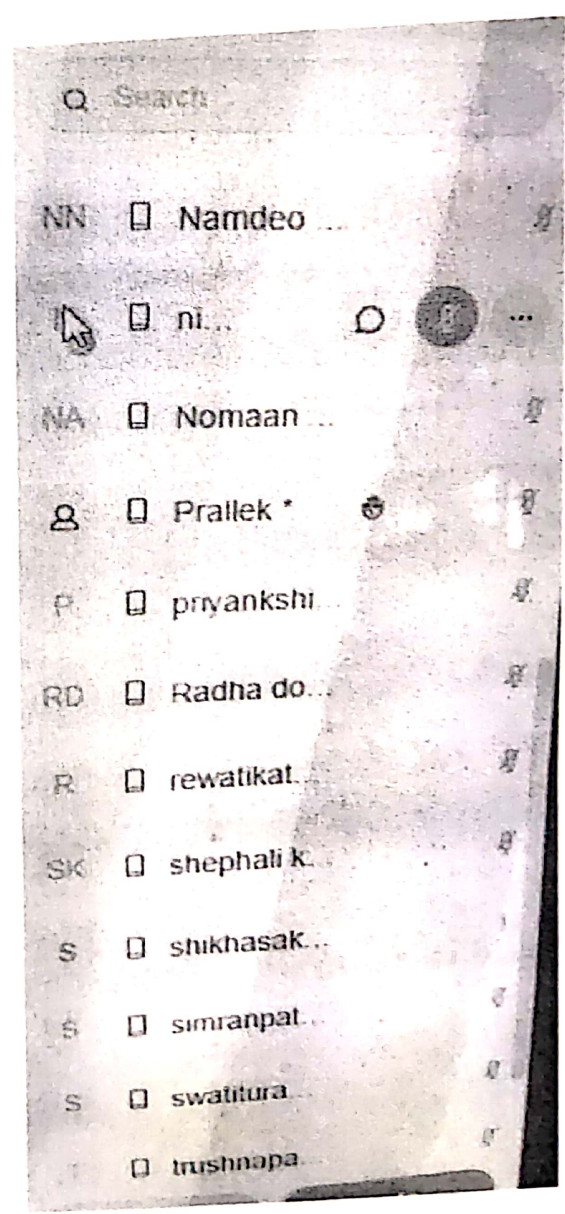 Search
NN Namdeo ...
ni...
NA Nomaan ...
Prallek *
P priyankshi...
RD Radha do...
R rewatikat...
SK shephali k...
S shikhasak...
S simranpat...
S swatitura...
T trushnapa...